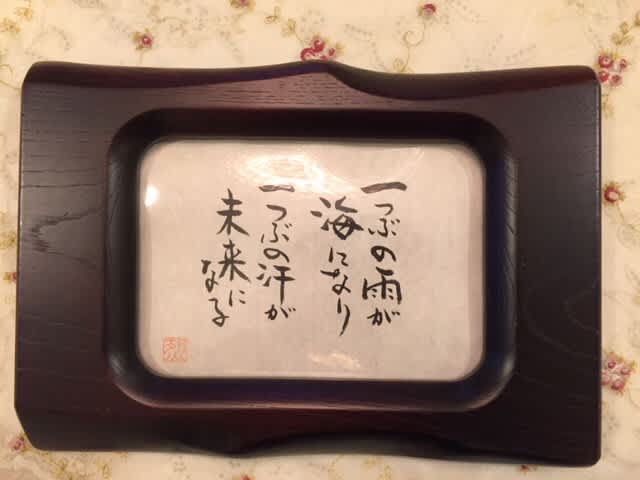 一つぶの雨が
海になり
一つぶの汗が
未来に
なる